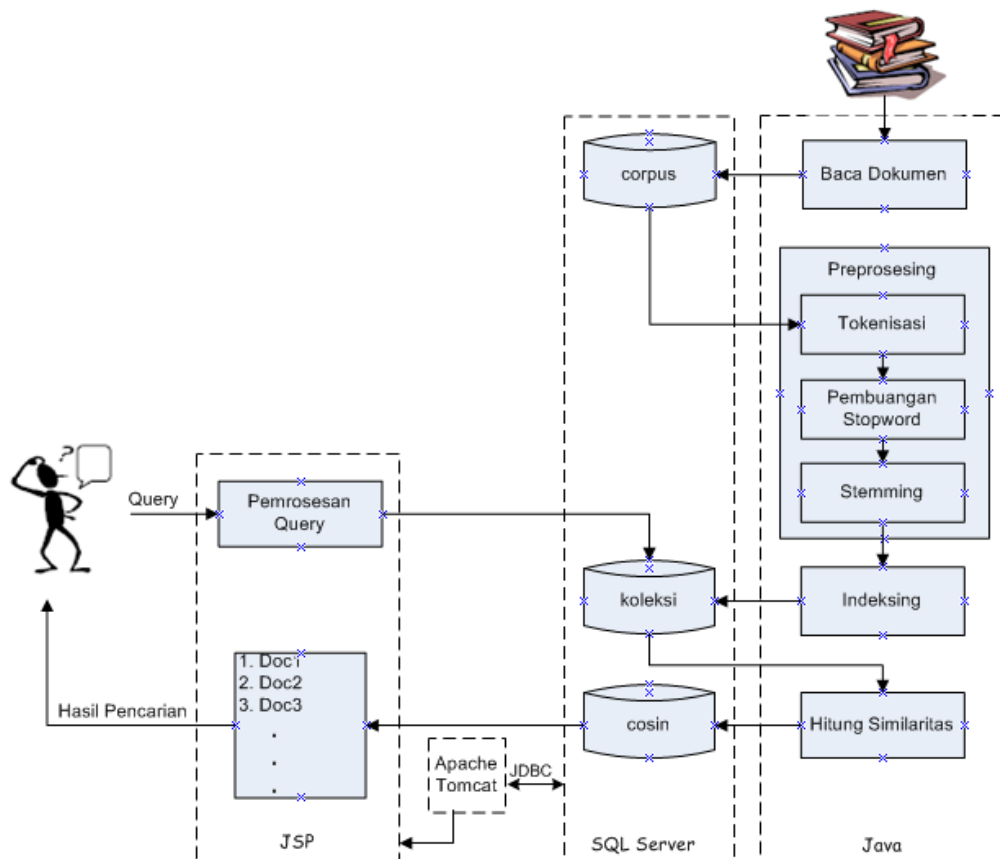 corpus
Baca Dokumen
Preprosesing
Tokenisasi
Pembuangan
Stopword
Stemming
?
Query
Pemrosesan
Query
koleksi
Indeksing
1. Doc1
2. Doc2
3. Doc3
.
.
.
Hasil Pencarian
cosin
Hitung Similaritas
Apache
Tomcat
JDBC
JSP
SQL Server
Java